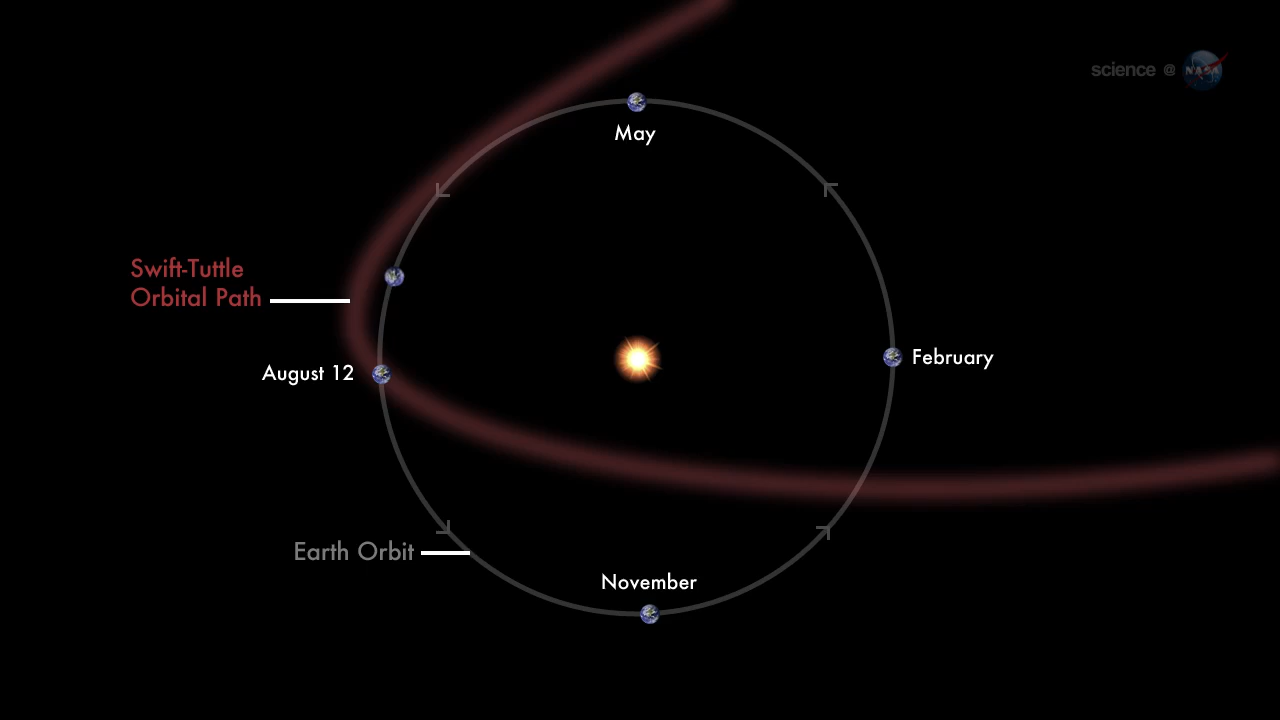 science @ NASA
May
Swift-Tuttle
Orbital Path
February
August 12
Earth Orbit
November